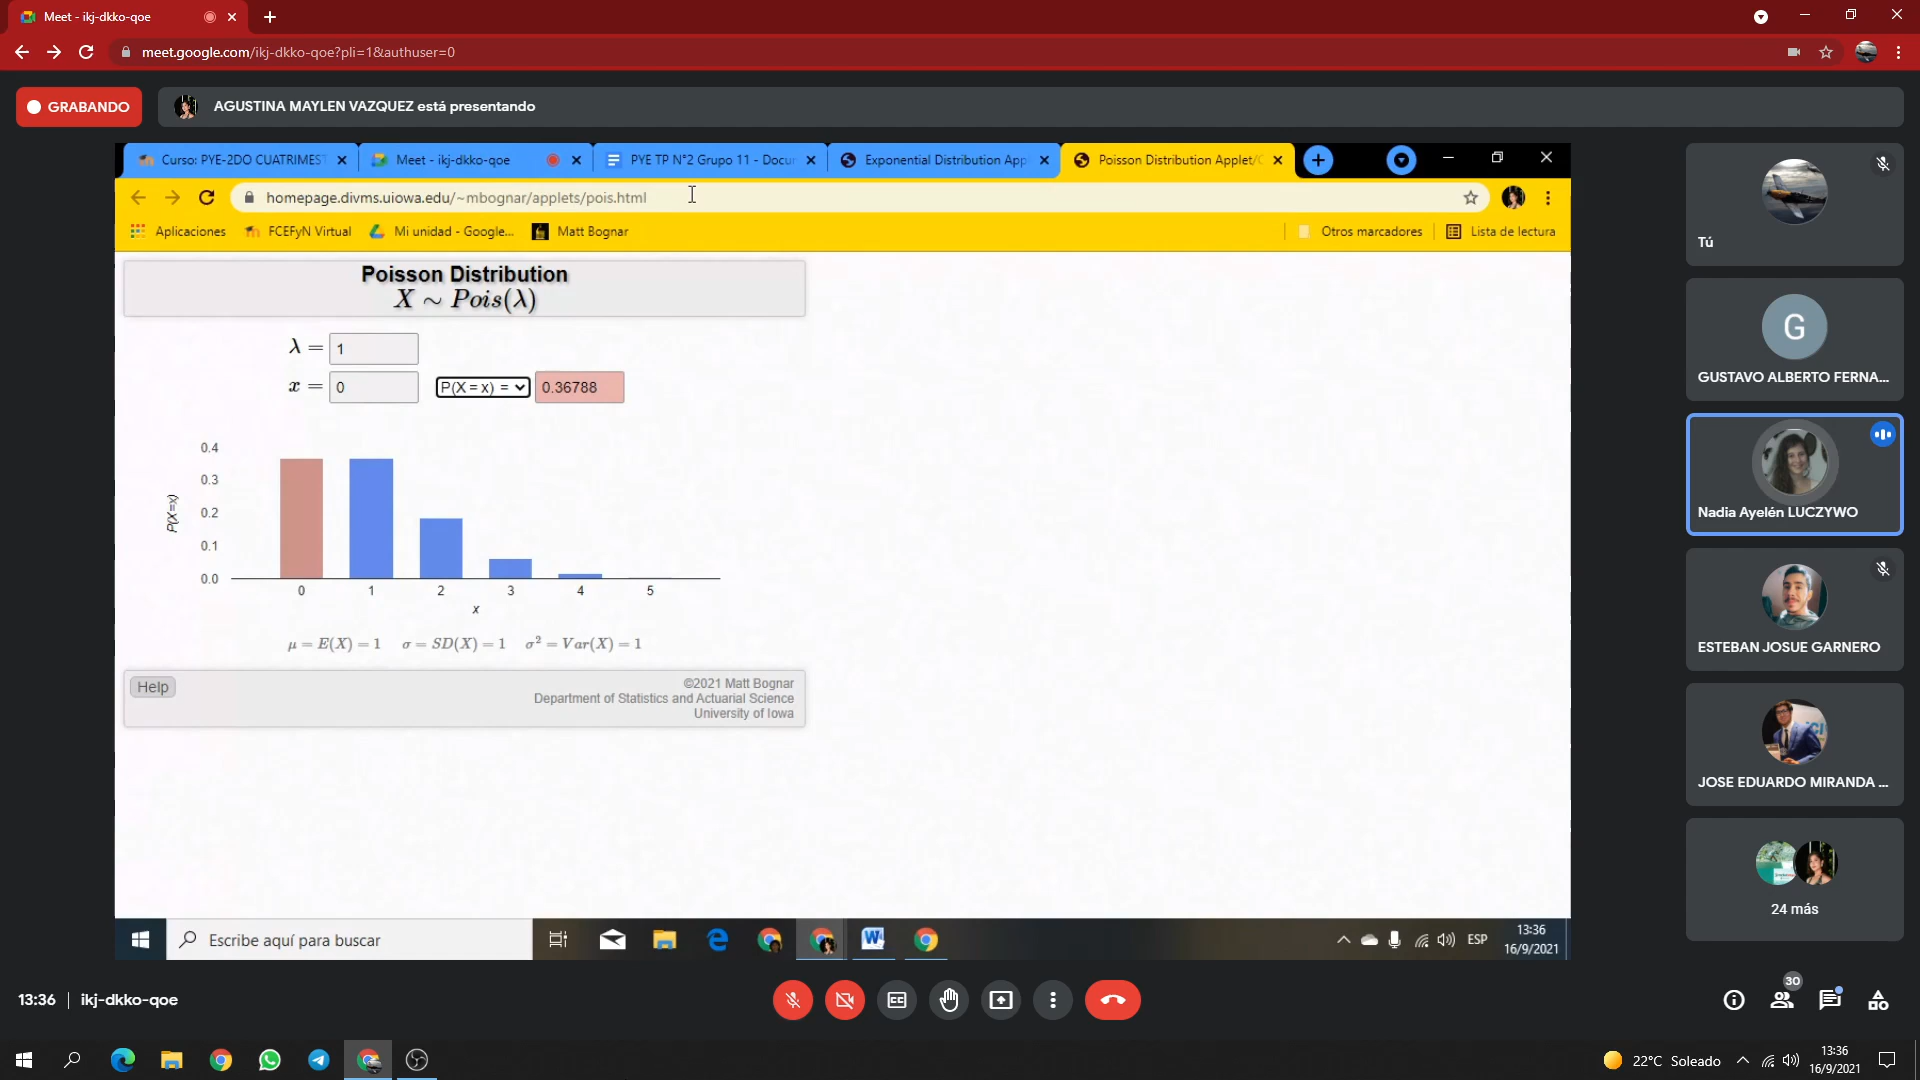 Meet - ikj-dkko-qoe
meet.google.com/ikj-dkko-qoe?pli=1&authuser=0
GRABANDO
AGUSTINA MAYLEN VAZQUEZ está presentando
Curso: PYE-2DO CUATRIMEST
Meet - ikj-dkko-qoe
PYE TP N°2 Grupo 11 - Docu
Exponential Distribution App
Poisson Distribution Applet/C
homepage.divms.uiowa.edu/~mbognar/applets/pois.html
Aplicaciones
FCEFyN Virtual
Mi unidad - Google...
Matt Bognar
Otros marcadores
Lista de lectura
Poisson Distribution
X ∼ Pois(λ)
λ = 1
x = 0
P(X = x) =
0.36788
0.4
0.3
0.2
0.1
0.0
P(X=x)
0 1 2 3 4 5
x
μ = E(X) = 1 σ = SD(X) = 1 σ² = Var(X) = 1
Help
©2021 Matt Bognar
Department of Statistics and Actuarial Science
University of Iowa
Escribe aquí para buscar
ESP
13:36
16/9/2021
Tú
G
GUSTAVO ALBERTO FERNA...
Nadia Ayelén LUCZYWO
ESTEBAN JOSUE GARNERO
JOSE EDUARDO MIRANDA ...
24 más
13:36 | ikj-dkko-qoe
30
22°C Soleado
13:36
16/9/2021